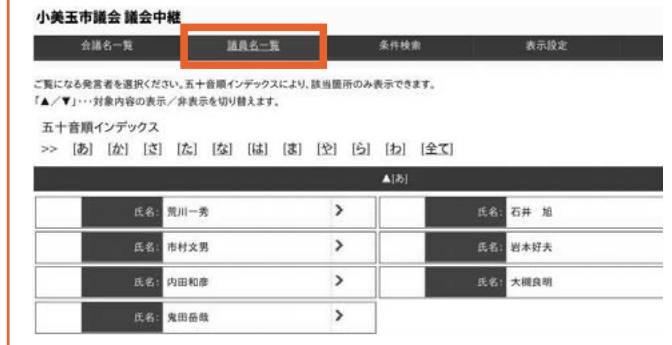 小美玉市議会 議会中継
会議名一覧 議員名一覧 条件検索 表示設定
ご覧になる発言者を選択ください。五十音順インデックスにより、該当箇所のみ表示できます。
「▲／▼」･･･対象内容の表示／非表示を切り替えます。
五十音順インデックス
>> [あ] [か] [さ] [た] [な] [は] [ま] [や] [ら] [わ] [全て]
▲[あ]
氏名: 荒川一秀 > 氏名: 石井 旭
氏名: 市村文男 > 氏名: 岩本好夫
氏名: 内田和彦 > 氏名: 大槻良明
氏名: 鬼田岳哉 >